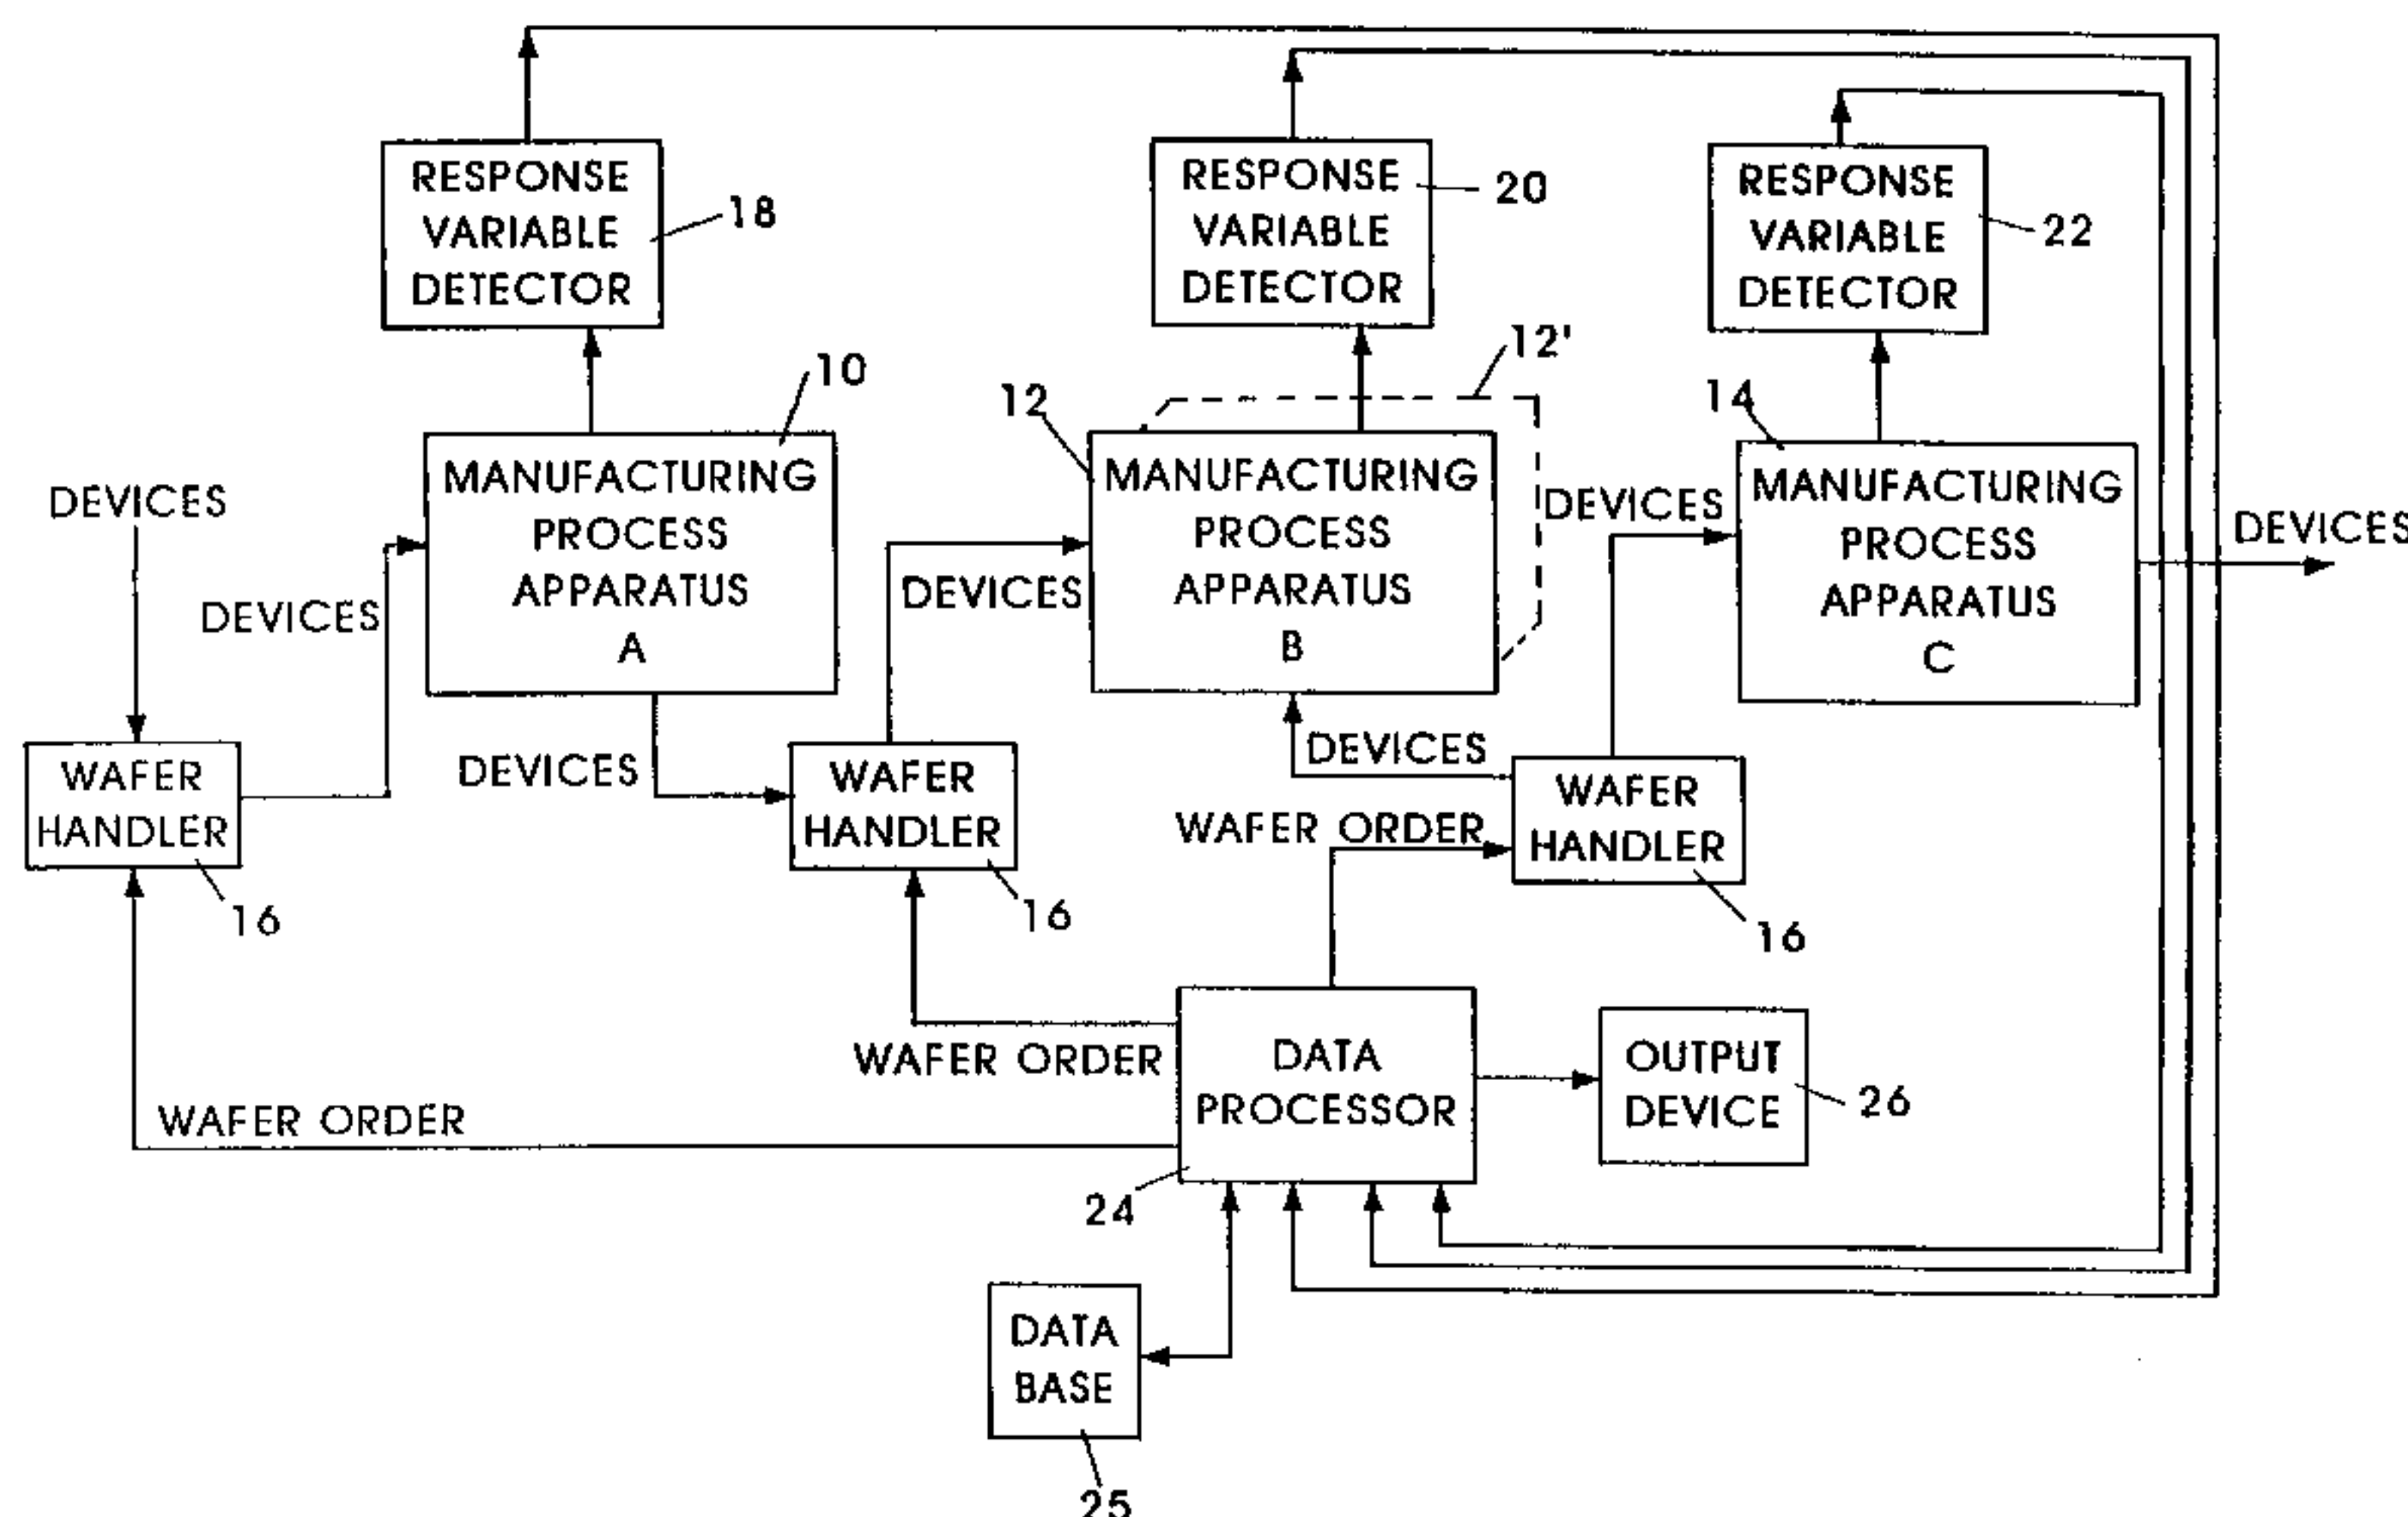 RESPONSE
VARIABLE
DETECTOR
18
RESPONSE
VARIABLE
DETECTOR
20
RESPONSE
VARIABLE
DETECTOR
22
10
12
12'
14
DEVICES
DEVICES
MANUFACTURING
PROCESS
APPARATUS
A
DEVICES
MANUFACTURING
PROCESS
APPARATUS
B
DEVICES
MANUFACTURING
PROCESS
APPARATUS
C
DEVICES
WAFER
HANDLER
16
DEVICES
WAFER
HANDLER
16
DEVICES
WAFER ORDER
WAFER
HANDLER
16
WAFER ORDER
WAFER ORDER
DATA
PROCESSOR
24
OUTPUT
DEVICE
26
DATA
BASE
25